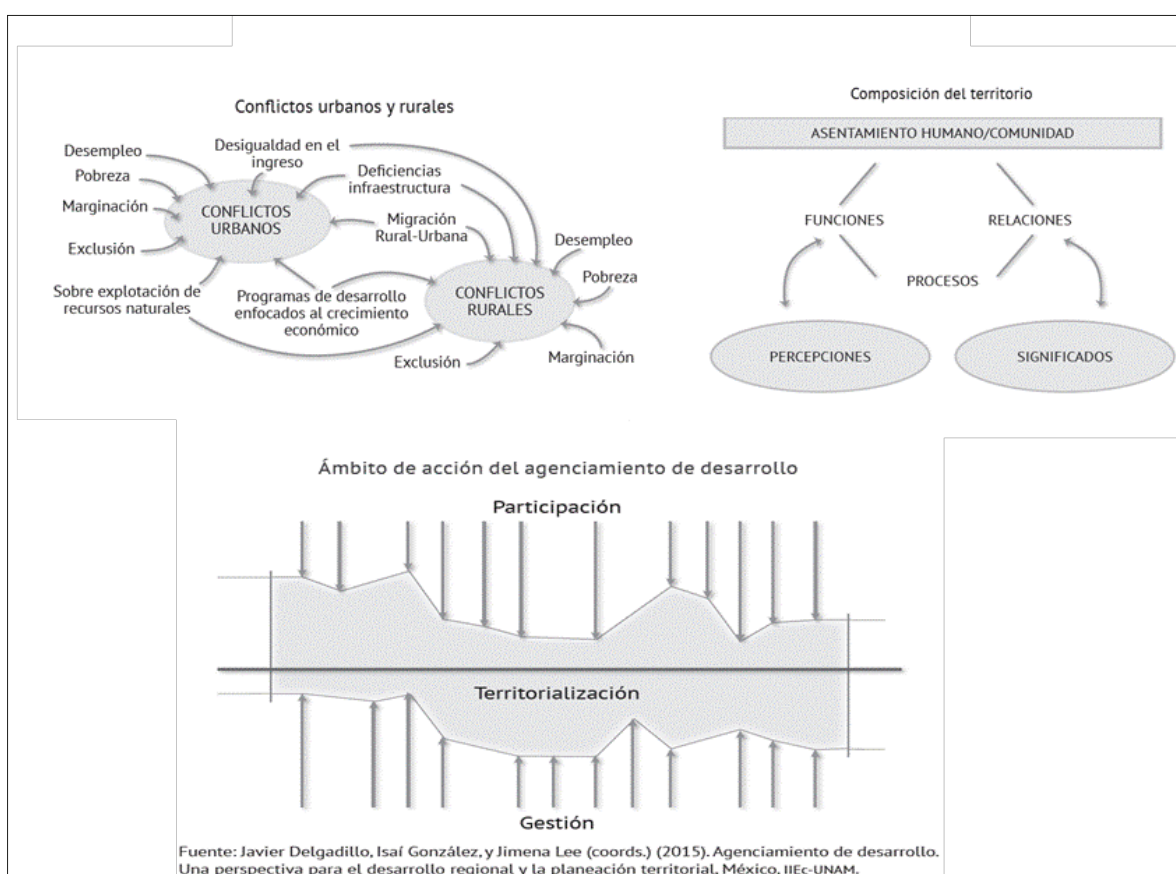 Conflictos urbanos y rurales
Desempleo
Pobreza
Marginación
Exclusión
Sobre explotación de
recursos naturales
Desigualdad en el
ingreso
Deficiencias
infraestructura
CONFLICTOS
URBANOS
Migración
Rural-Urbana
Programas de desarrollo
enfocados al crecimiento
económico
CONFLICTOS
RURALES
Desempleo
Pobreza
Marginación
Exclusión
Composición del territorio
ASENTAMIENTO HUMANO/COMUNIDAD
FUNCIONES
RELACIONES
PROCESOS
PERCEPCIONES
SIGNIFICADOS
Ámbito de acción del agenciamiento de desarrollo
Participación
Territorialización
Gestión
Fuente: Javier Delgadillo, Isaí González, y Jimena Lee (coords.) (2015). Agenciamiento de desarrollo.
Una perspectiva para el desarrollo regional y la planeación territorial. México, IIEc-UNAM.